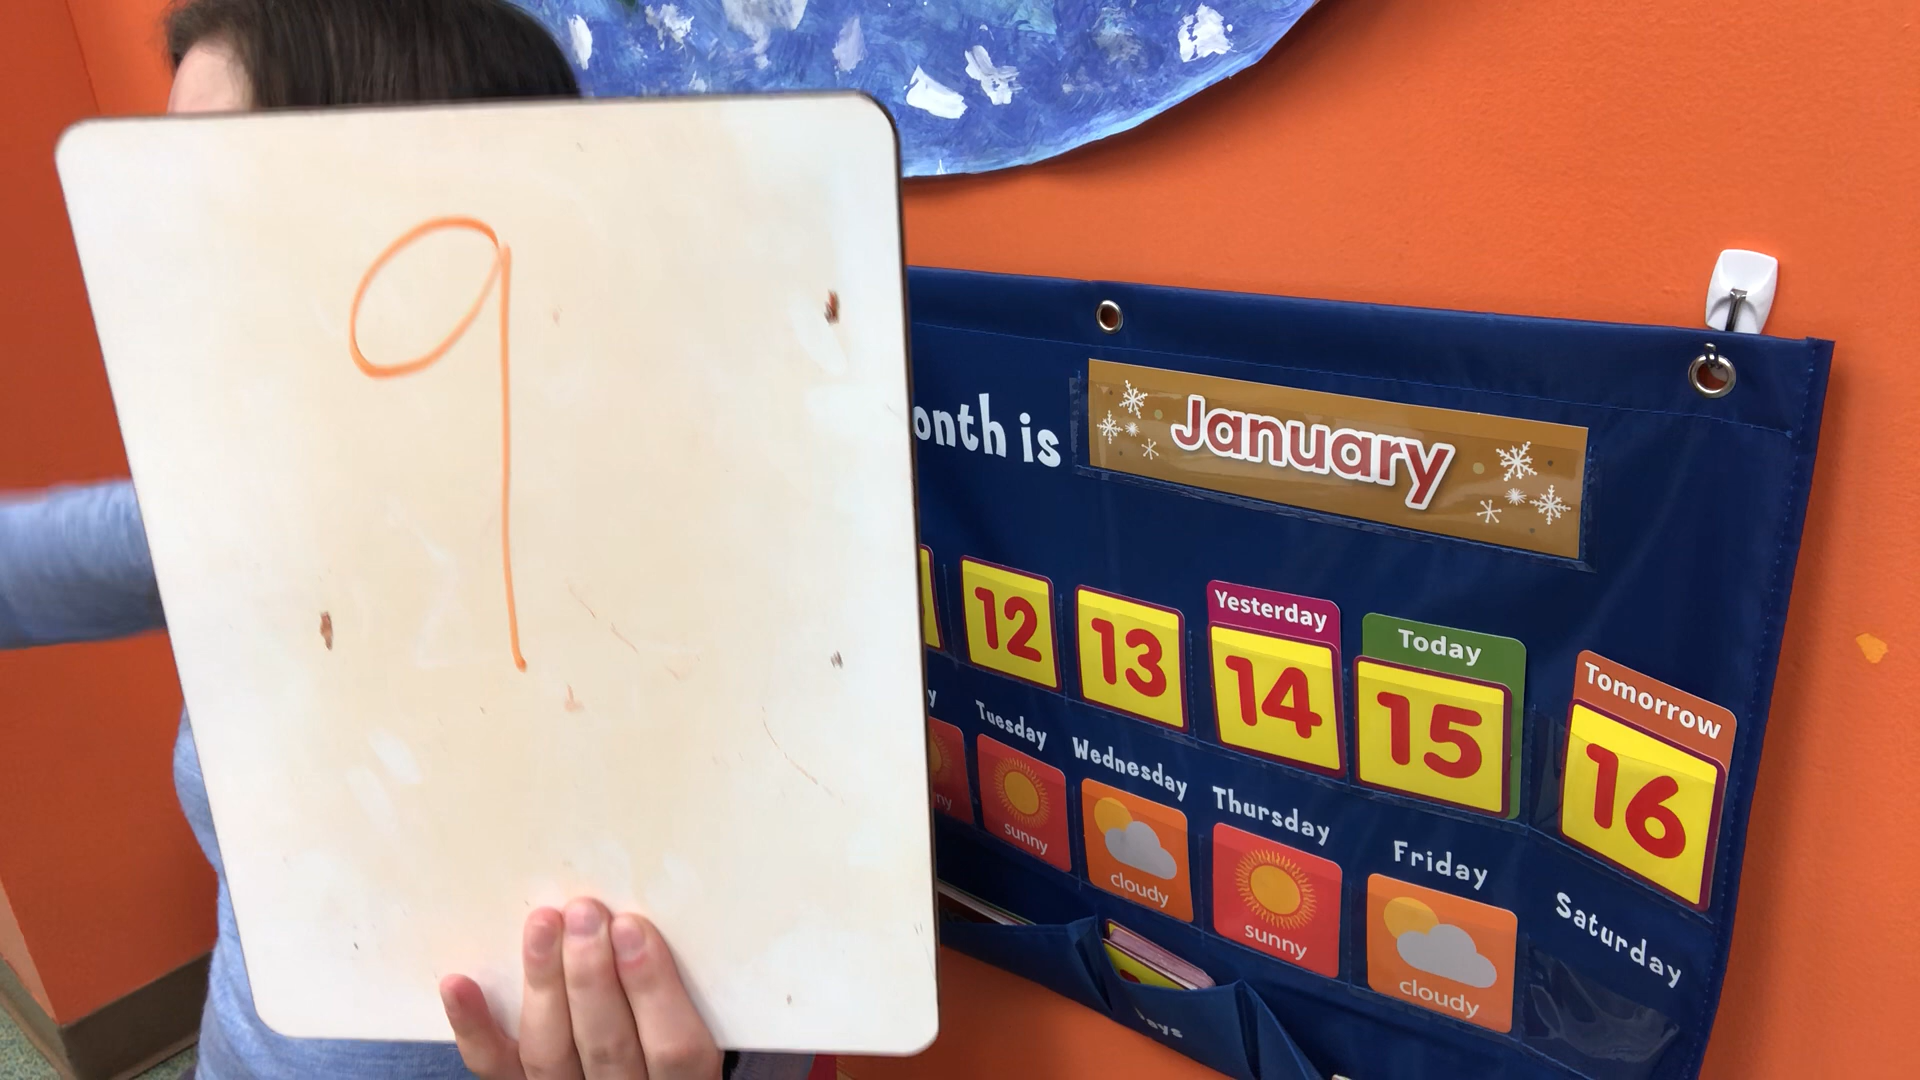 9
onth is January
12 13 Yesterday 14 Today 15 Tomorrow 16
Tuesday Wednesday Thursday Friday Saturday
sunny cloudy sunny cloudy